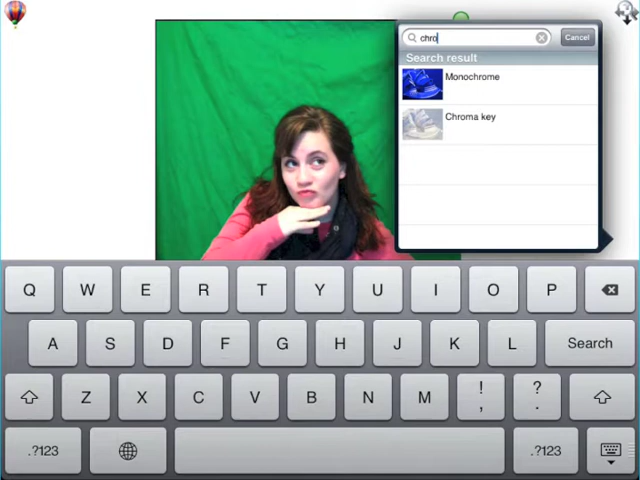 chro
Cancel
Search result
Monochrome
Chroma key
Q W E R T Y U I O P
A S D F G H J K L Search
Z X C V B N M ! , ? .
.?123 .?123